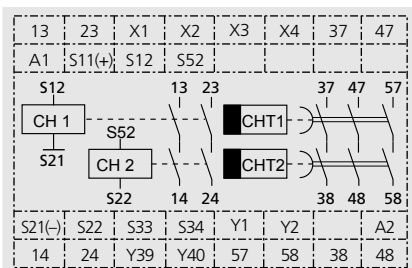 13 23 X1 X2 X3 X4 37 47
A1 S11(+) S12 S52
S12 13 23 37 47 57
CH 1 CHT1
S52
S21 CH 2 CHT2
S22 14 24 38 48 58
S21(–) S22 S33 S34 Y1 Y2 A2
14 24 Y39 Y40 57 58 38 48